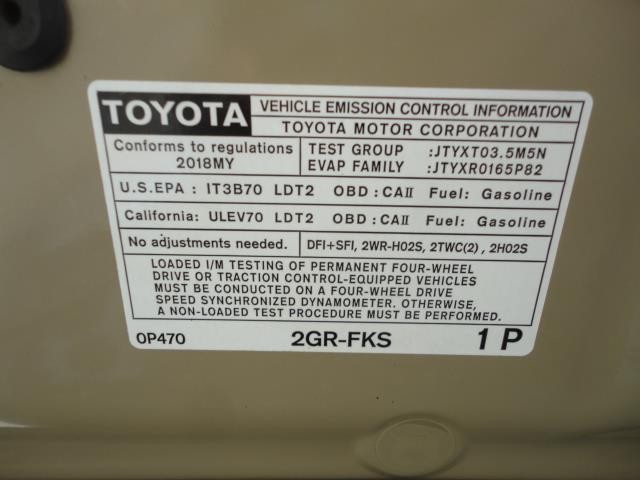 TOYOTA VEHICLE EMISSION CONTROL INFORMATION
TOYOTA MOTOR CORPORATION
Conforms to regulations
2018MY
TEST GROUP :JTYXT03.5M5N
EVAP FAMILY :JTYXR0165P82
U.S.EPA : IT3B70 LDT2 OBD : CAII Fuel: Gasoline
California: ULEV70 LDT2 OBD : CAII Fuel: Gasoline
No adjustments needed. DFI+SFI, 2WR-HO2S, 2TWC(2) , 2HO2S
LOADED I/M TESTING OF PERMANENT FOUR-WHEEL
DRIVE OR TRACTION CONTROL-EQUIPPED VEHICLES
MUST BE CONDUCTED ON A FOUR-WHEEL DRIVE
SPEED SYNCHRONIZED DYNAMOMETER. OTHERWISE,
A NON-LOADED TEST PROCEDURE MUST BE PERFORMED.
0P470 2GR-FKS 1 P